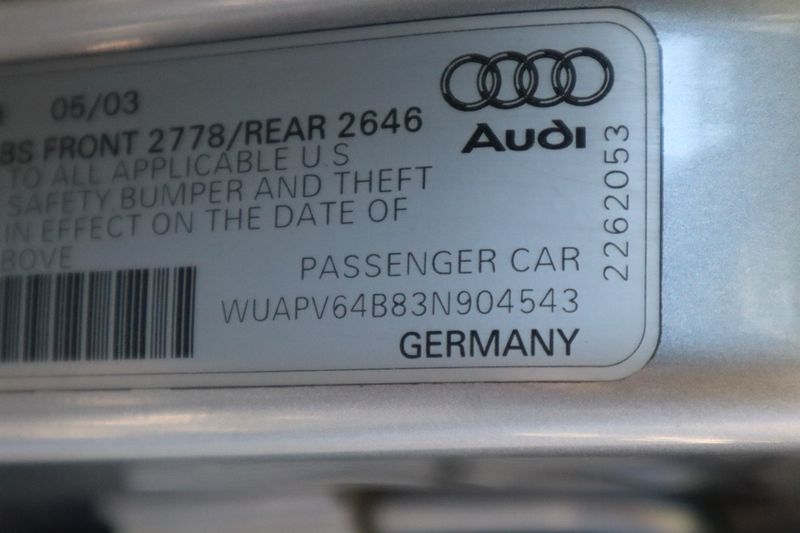 05/03
BS FRONT 2778/REAR 2646
TO ALL APPLICABLE U.S
SAFETY BUMPER AND THEFT
IN EFFECT ON THE DATE OF
BOVE
Audi
2262053
PASSENGER CAR
WUAPV64B83N904543
GERMANY